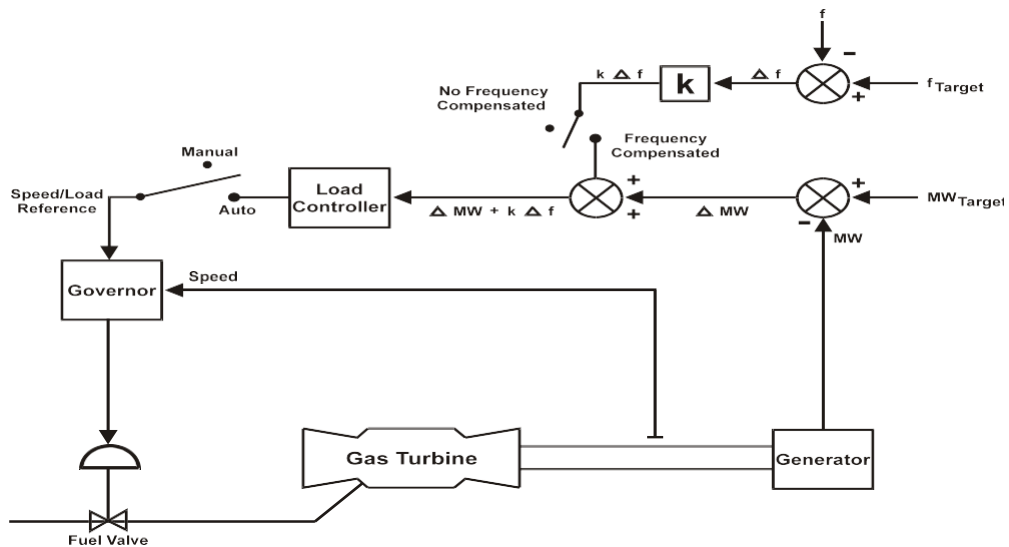 f
−
k Δ f
k
Δ f
f Target
+
No Frequency
Compensated
Frequency
Compensated
Manual
Speed/Load
Reference
Auto
Load
Controller
+
+
Δ MW + k Δ f
Δ MW
+
MW Target
−
MW
Governor
Speed
Gas Turbine
Generator
Fuel Valve